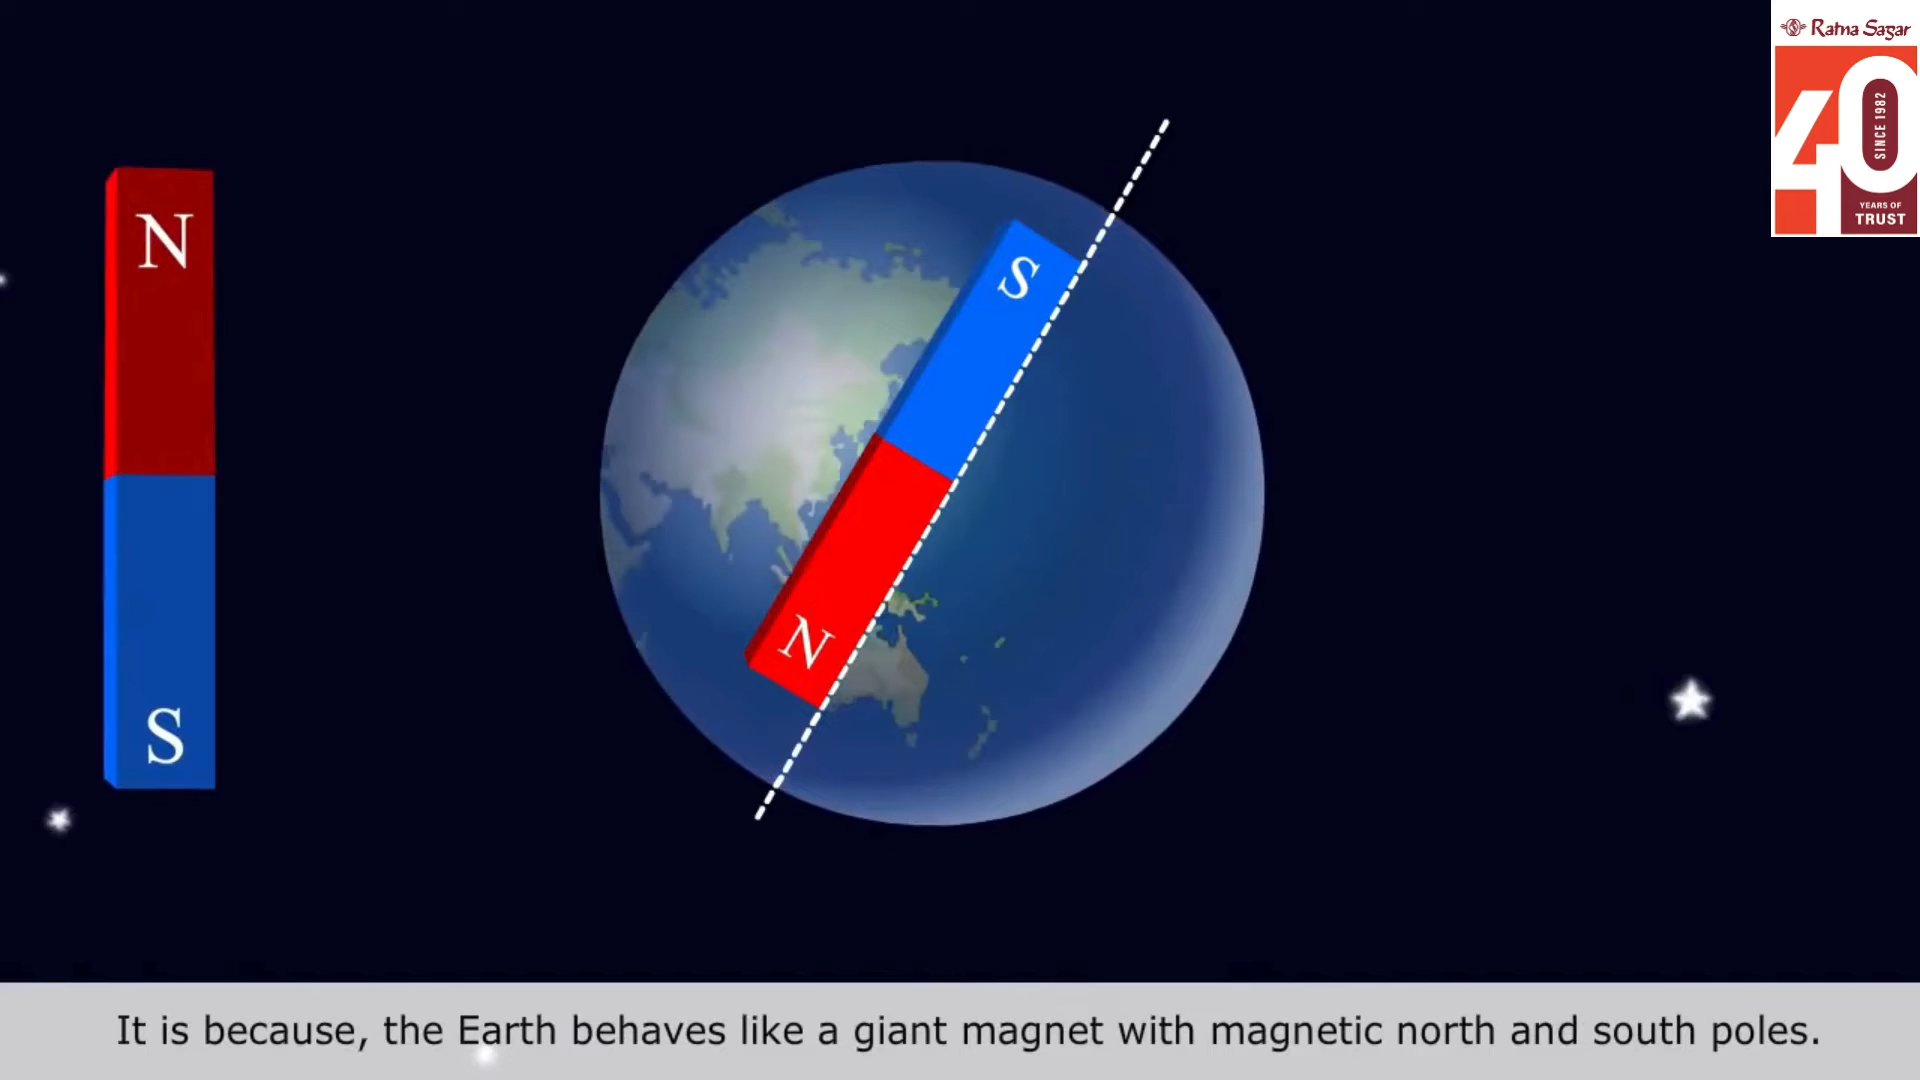 Ratna Sagar
40
SINCE 1982
YEARS OF
TRUST
N
S
S
N
It is because, the Earth behaves like a giant magnet with magnetic north and south poles.